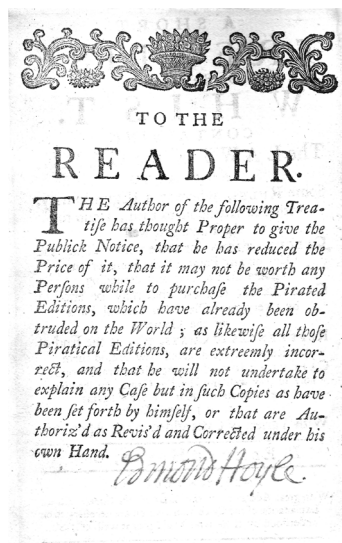 TO THE
READER.
THE Author of the following Trea-
tiſe has thought Proper to give the
Publick Notice, that he has reduced the
Price of it, that it may not be worth any
Perſons while to purchaſe the Pirated
Editions, which have already been ob-
truded on the World ; as likewiſe all thoſe
Piratical Editions, are extreemly incor-
rect, and that he will not undertake to
explain any Caſe but in ſuch Copies as have
been ſet forth by himſelf, or that are Au-
thoriz'd as Revis'd and Corrected under his
own Hand.
Edmond Hoyle.